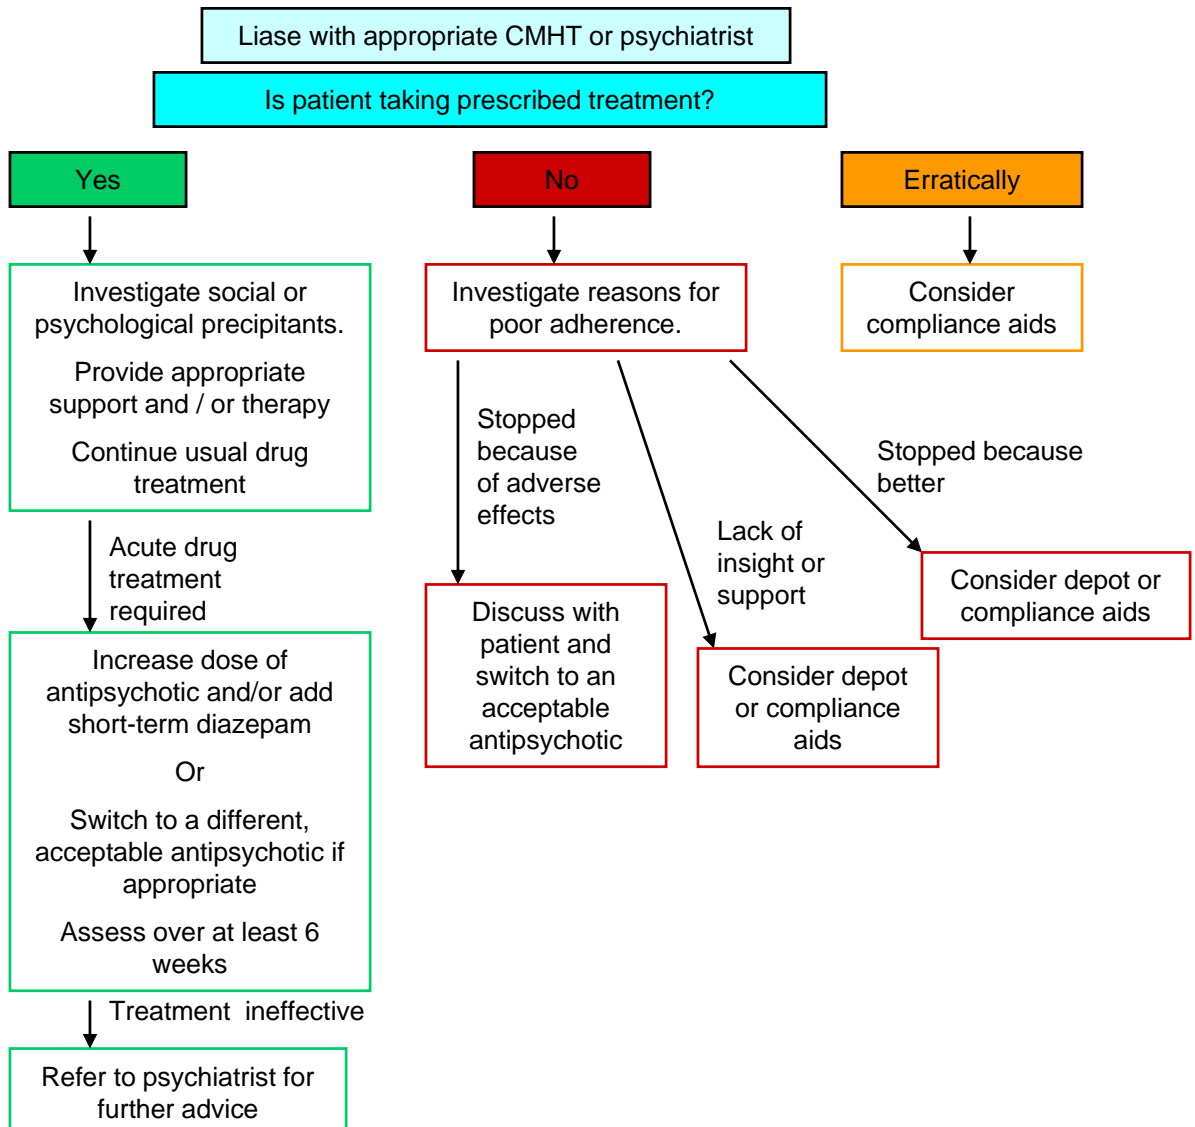 Liase with appropriate CMHT or psychiatrist
Is patient taking prescribed treatment?
Yes
No
Erratically
Investigate social or
psychological precipitants.
Provide appropriate
support and / or therapy
Continue usual drug
treatment
Investigate reasons for
poor adherence.
Consider
compliance aids
Acute drug
treatment
required
Stopped
because
of adverse
effects
Lack of
insight or
support
Stopped because
better
Increase dose of
antipsychotic and/or add
short-term diazepam
Or
Switch to a different,
acceptable antipsychotic if
appropriate
Assess over at least 6
weeks
Discuss with
patient and
switch to an
acceptable
antipsychotic
Consider depot
or compliance
aids
Consider depot or
compliance aids
Treatment  ineffective
Refer to psychiatrist for
further advice